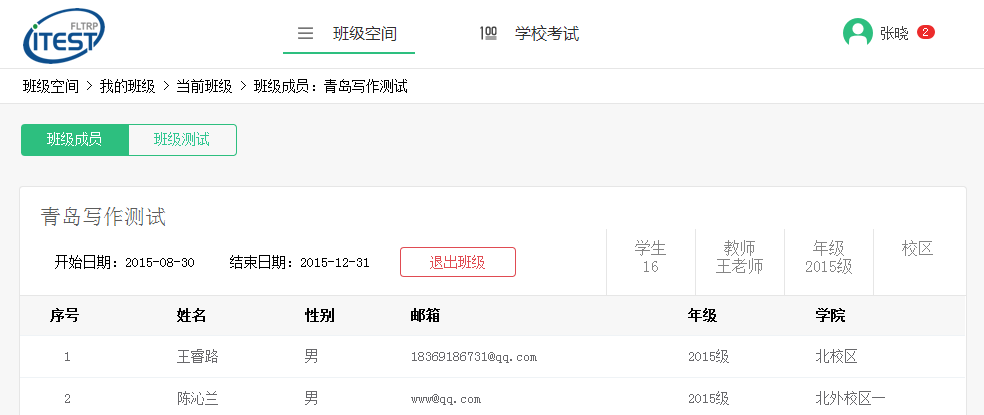 FLTRP
iTEST
班级空间
100
学校考试
张晓 2
班级空间 > 我的班级 > 当前班级 > 班级成员：青岛写作测试
班级成员 班级测试
青岛写作测试
开始日期：2015-08-30 结束日期：2015-12-31 退出班级
学生 教师 年级 校区
16 王老师 2015级
序号 姓名 性别 邮箱 年级 学院
1 王睿路 男 18369186731@qq.com 2015级 北校区
2 陈沁兰 男 www@qq.com 2015级 北外校区一